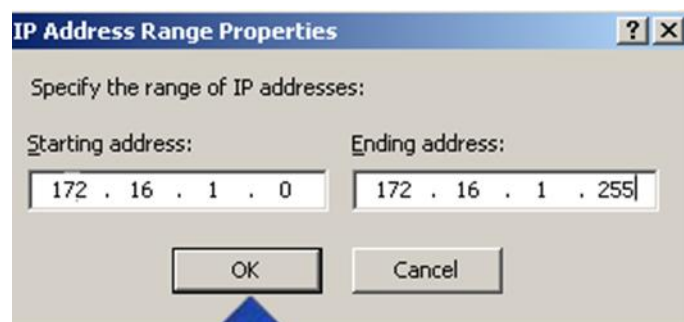 IP Address Range Properties ? X
Specify the range of IP addresses:
Starting address: Ending address:
172 . 16 . 1 . 0 172 . 16 . 1 . 255
OK Cancel